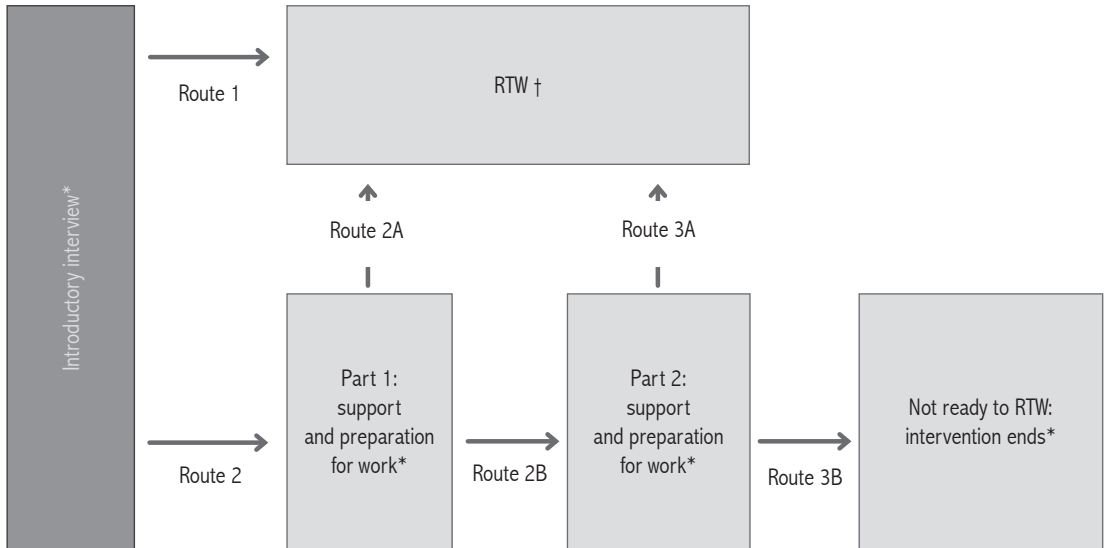 Introductory interview*
Route 1
RTW †
Route 2A
Route 3A
Route 2
Part 1:
support
and preparation
for work*
Route 2B
Part 2:
support
and preparation
for work*
Route 3B
Not ready to RTW:
intervention ends*